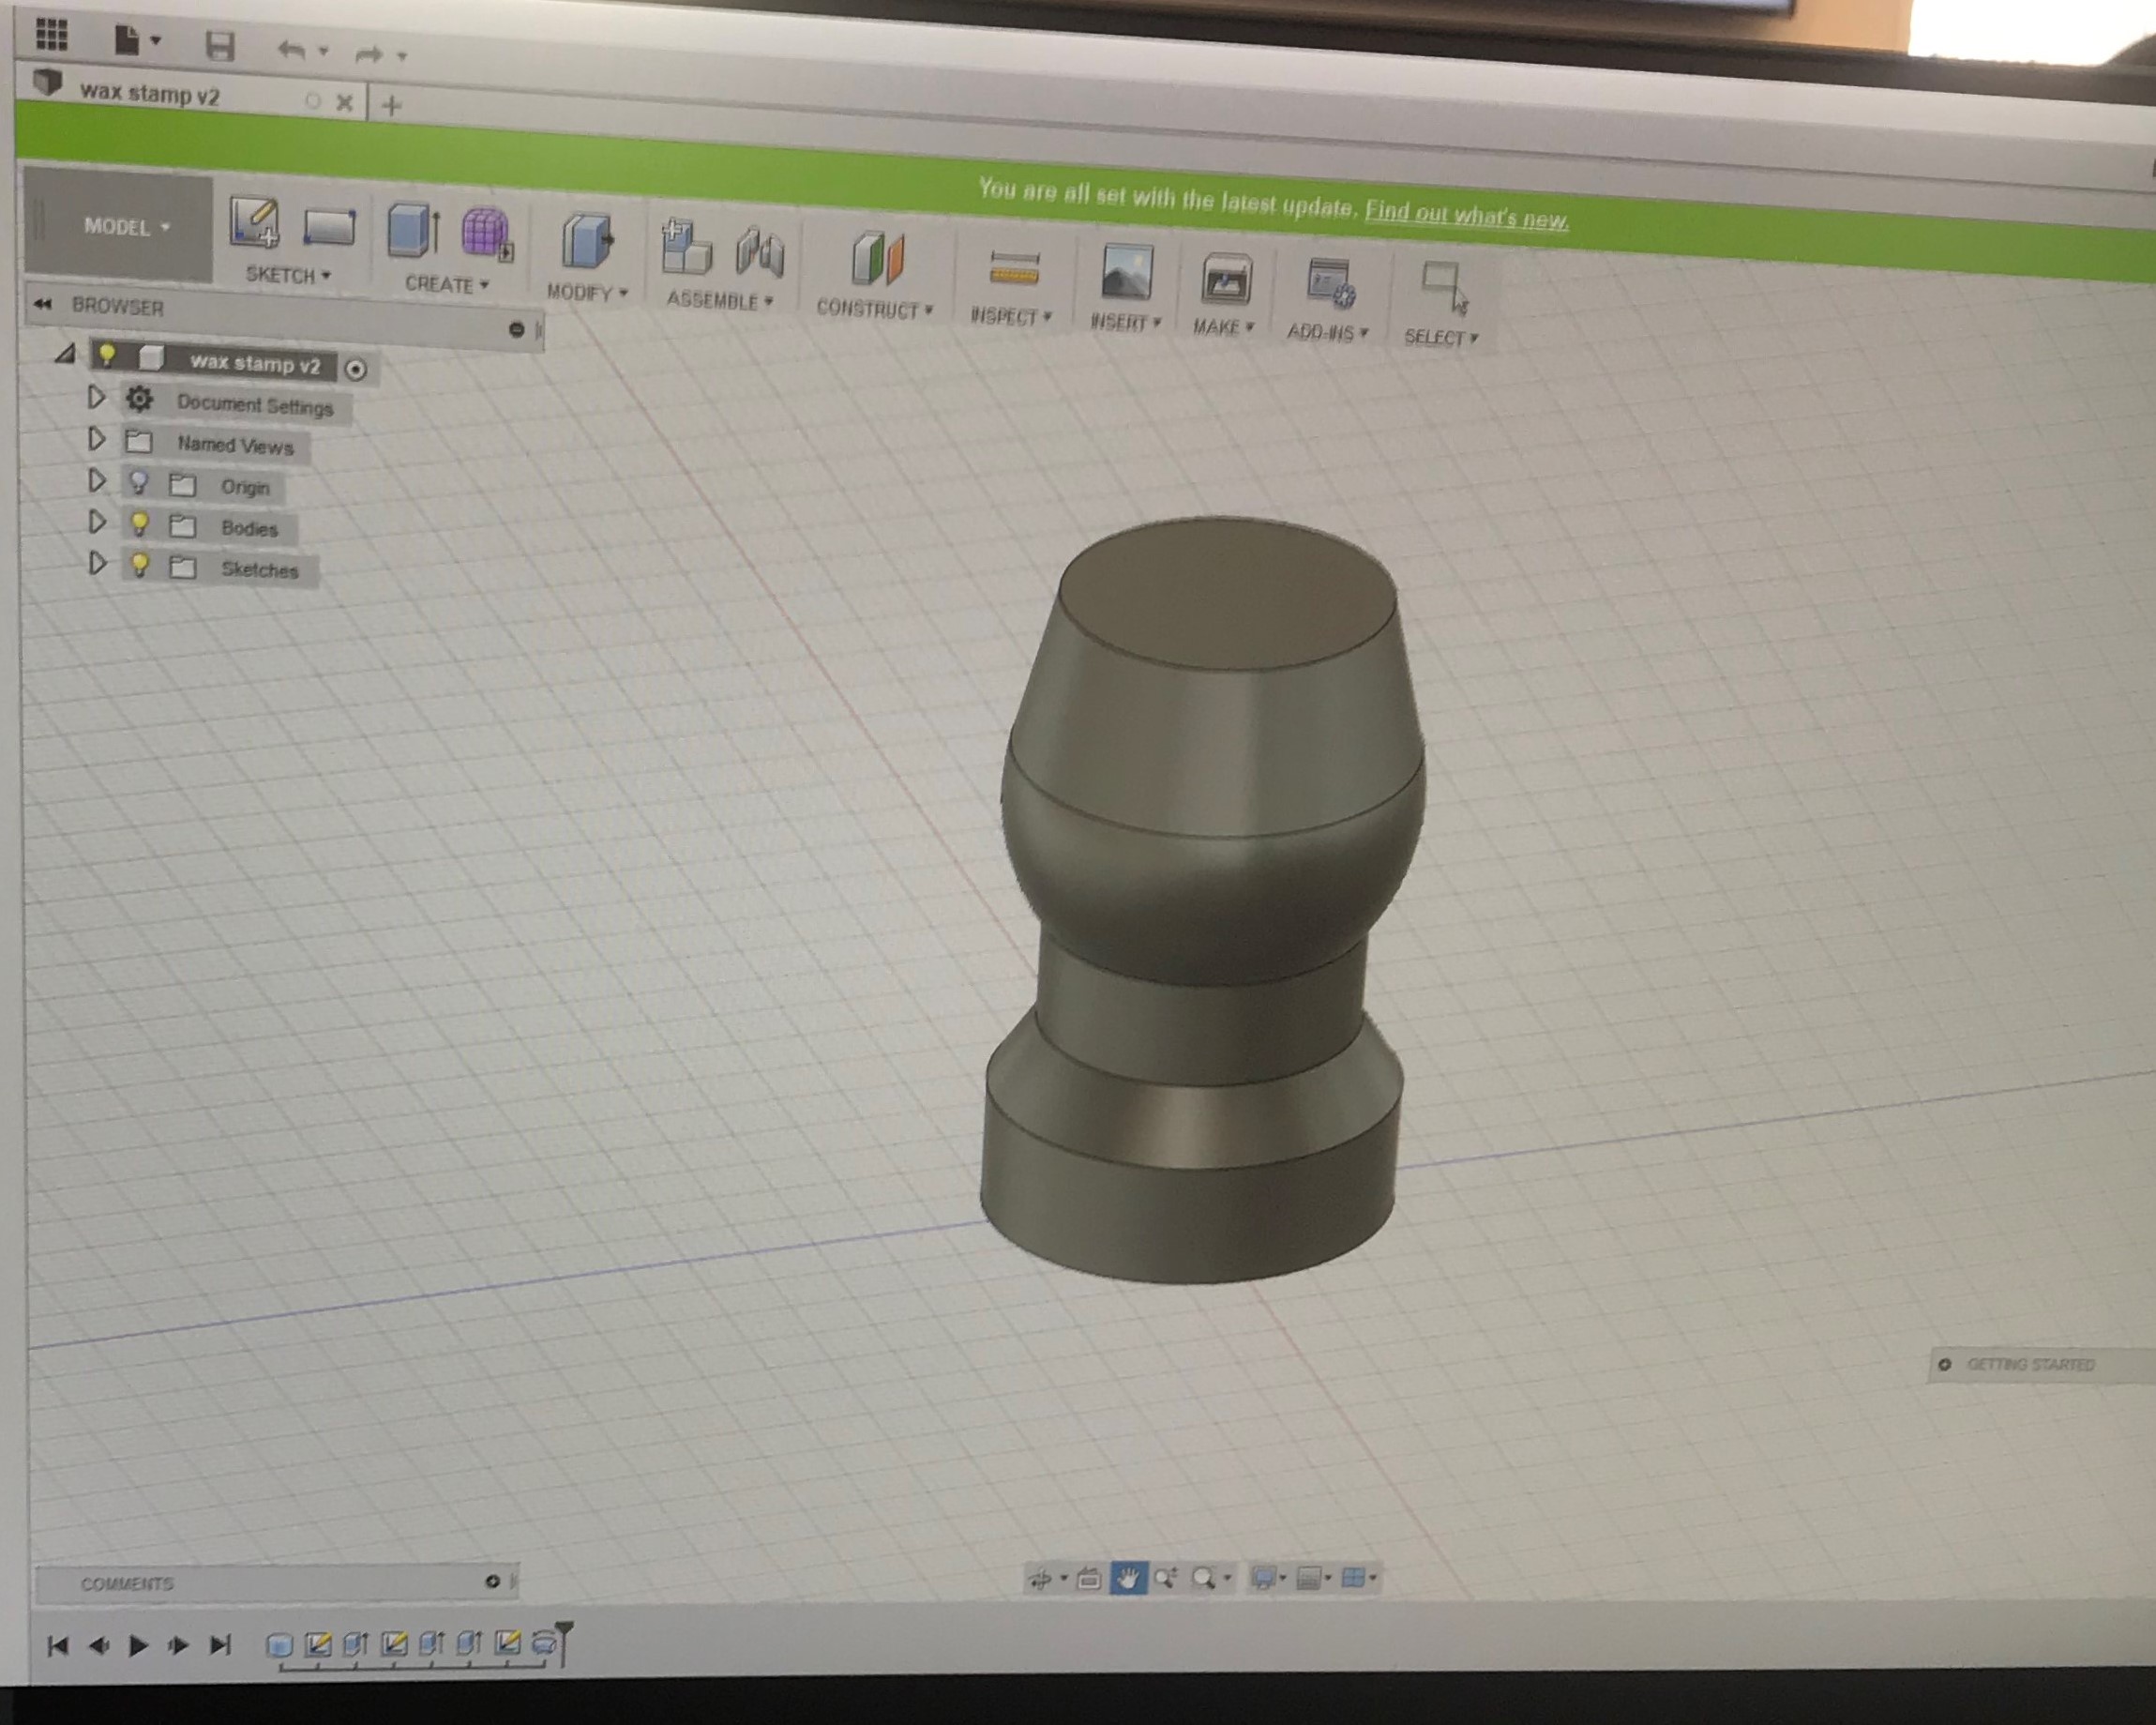 wax stamp v2
You are all set with the latest update. Find out what's new.
MODEL
SKETCH
CREATE
MODIFY
ASSEMBLE
CONSTRUCT
INSPECT
INSERT
MAKE
ADD-INS
SELECT
BROWSER
wax stamp v2
Document Settings
Named Views
Origin
Bodies
Sketches
GETTING STARTED
COMMENTS